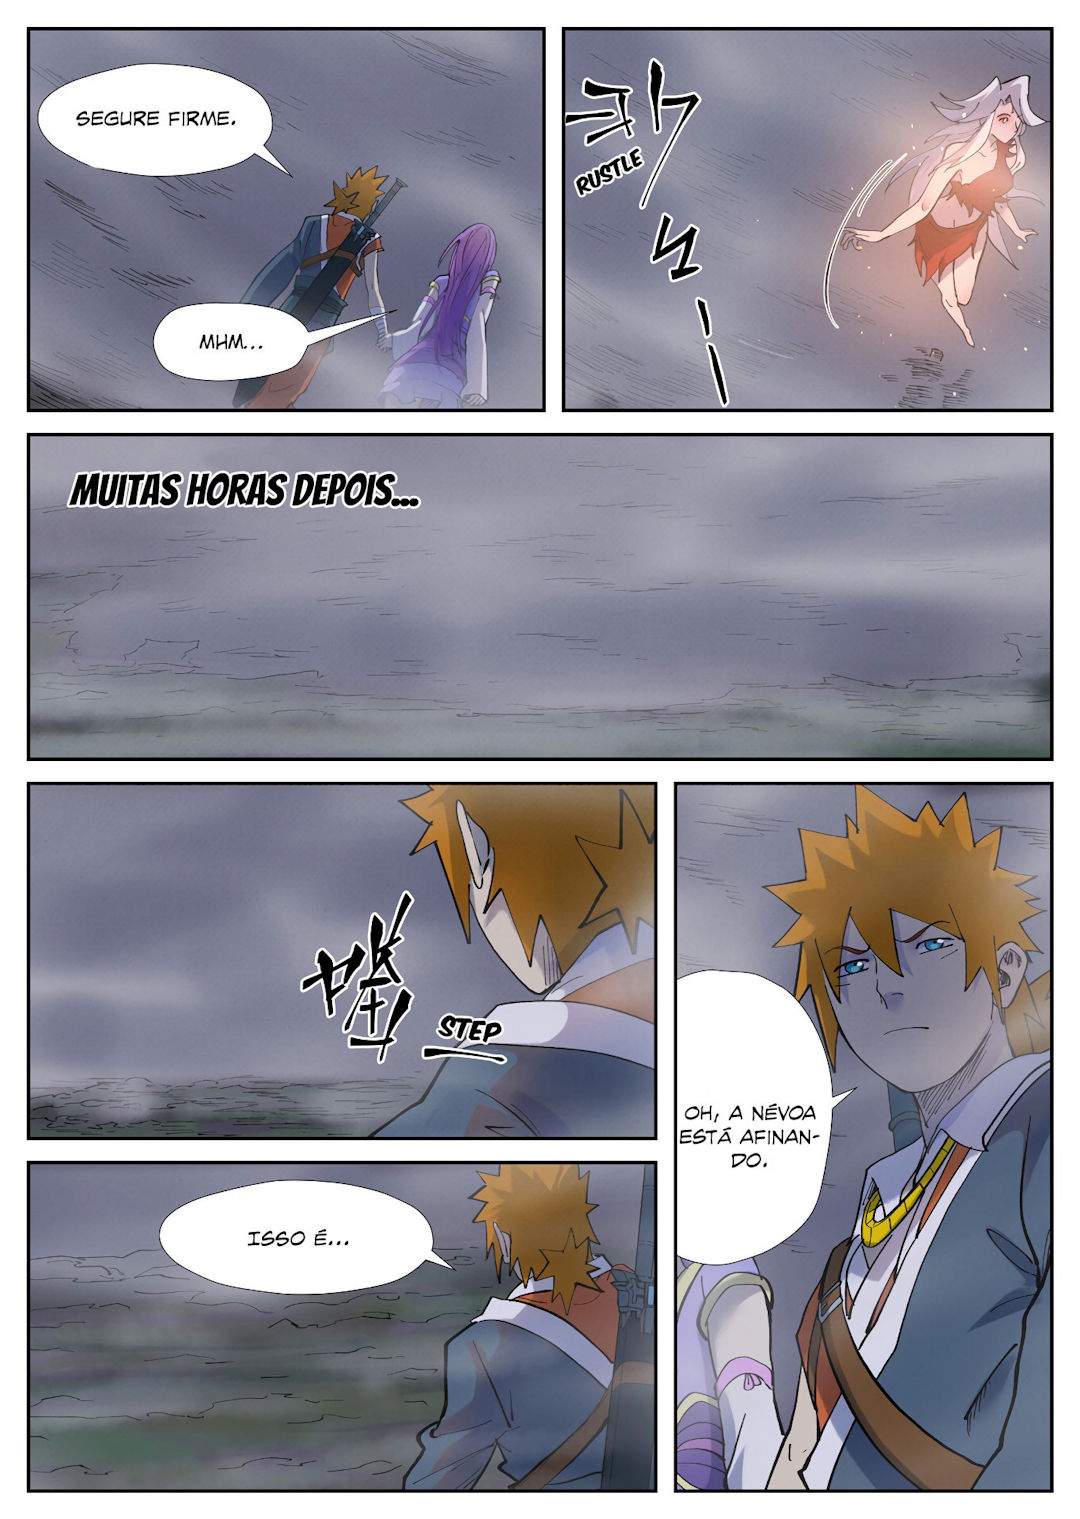 SEGURE FIRME.
MHM...
RUSTLE
MUITAS HORAS DEPOIS...
STEP
OH, A NÉVOA
ESTÁ AFINAN-
DO.
ISSO É...